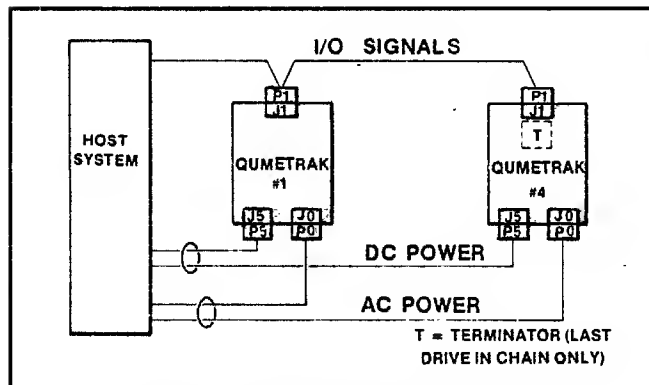 I/O SIGNALS
P1
J1
P1
J1
T
HOST
SYSTEM
QUMETRAK
#1
QUMETRAK
#4
J5
P5
J0
P0
J5
P5
J0
P0
DC POWER
AC POWER
T = TERMINATOR (LAST
DRIVE IN CHAIN ONLY)